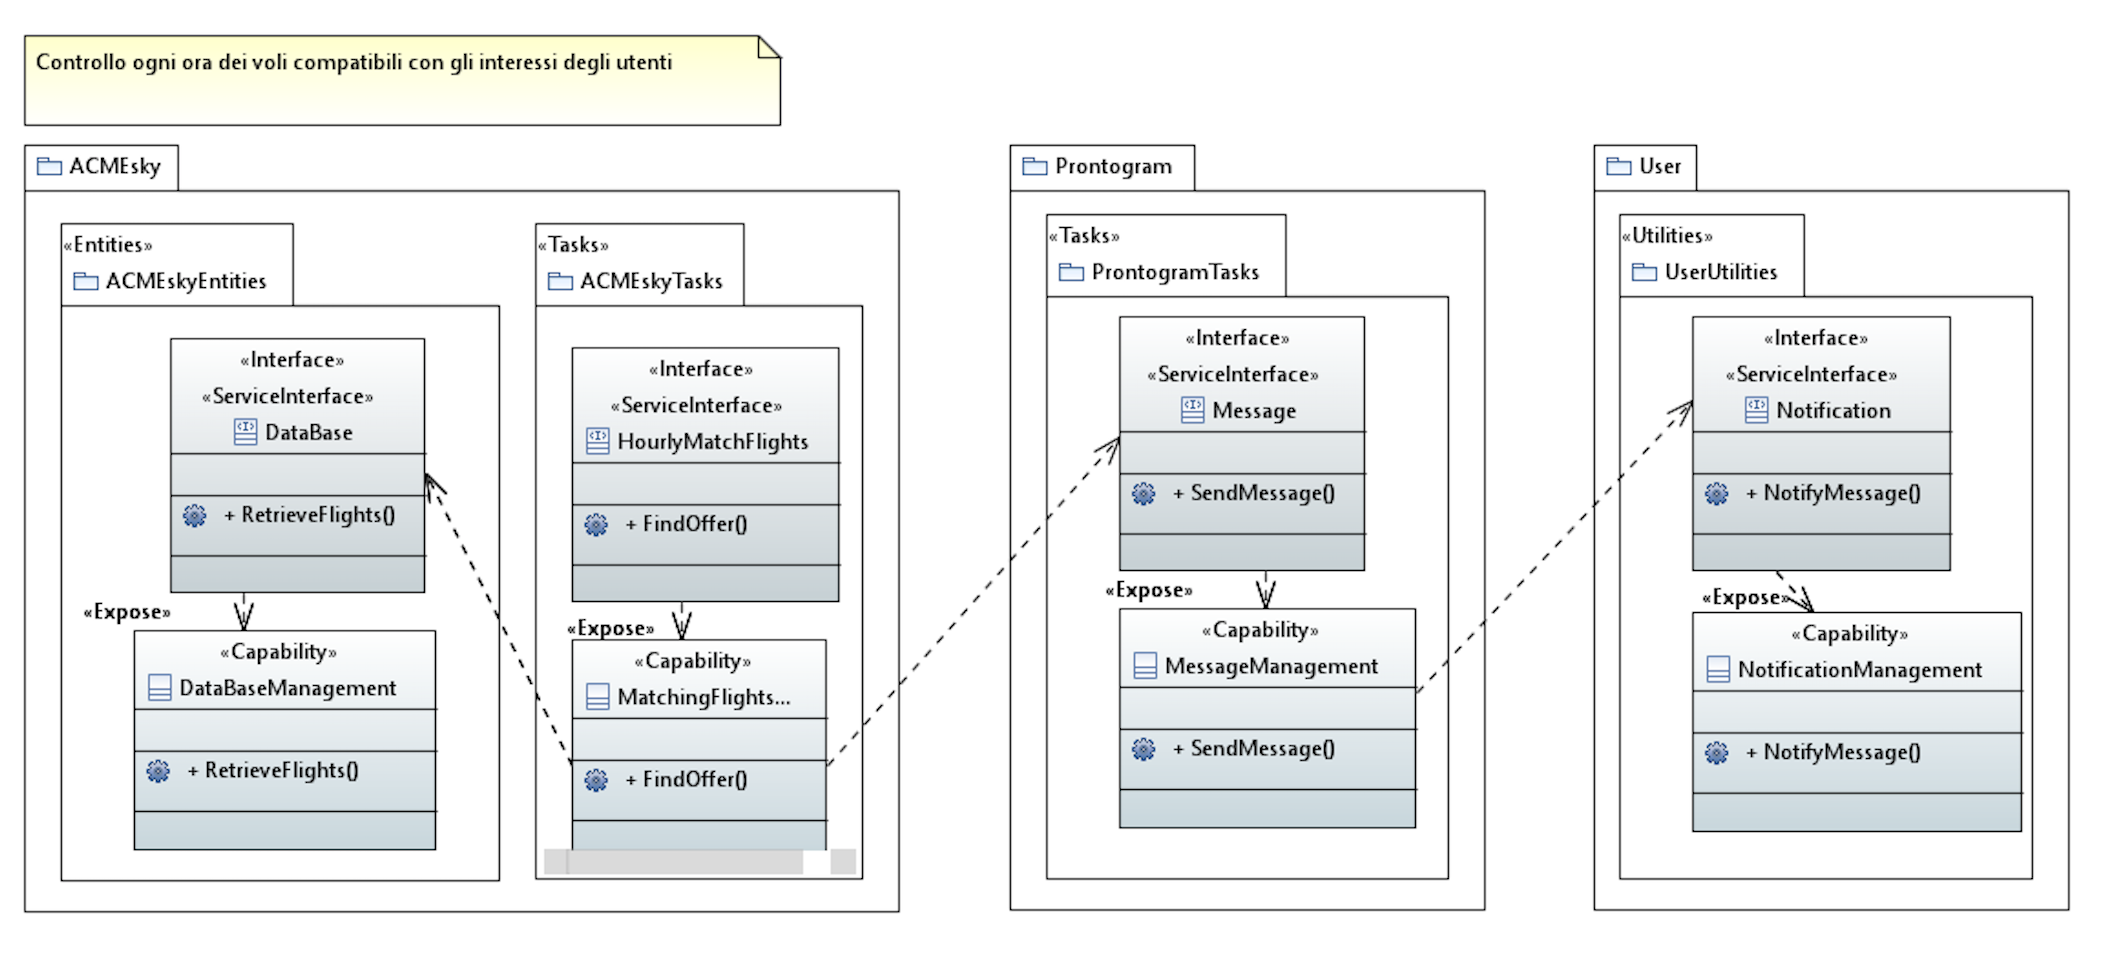 Controllo ogni ora dei voli compatibili con gli interessi degli utenti
ACMEsky
«Entities»
ACMEskyEntities
«Interface»
«ServiceInterface»
DataBase
+ RetrieveFlights()
«Expose»
«Capability»
DataBaseManagement
+ RetrieveFlights()
«Tasks»
ACMEskyTasks
«Interface»
«ServiceInterface»
HourlyMatchFlights
+ FindOffer()
«Expose»
«Capability»
MatchingFlights...
+ FindOffer()
Prontogram
«Tasks»
ProntogramTasks
«Interface»
«ServiceInterface»
Message
+ SendMessage()
«Expose»
«Capability»
MessageManagement
+ SendMessage()
User
«Utilities»
UserUtilities
«Interface»
«ServiceInterface»
Notification
+ NotifyMessage()
«Expose»
«Capability»
NotificationManagement
+ NotifyMessage()